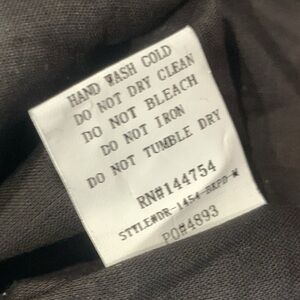 HAND WASH COLD
DO NOT DRY CLEAN
DO NOT BLEACH
DO NOT IRON
DO NOT TUMBLE DRY
RN#144754
PO#4893